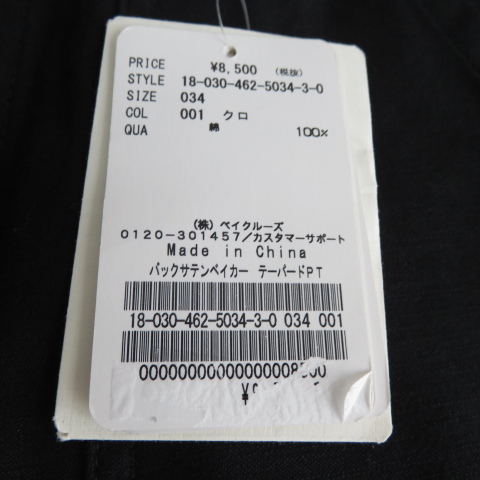 PRICE ¥8,500 (税抜)
STYLE 18-030-462-5034-3-0
SIZE 034
COL 001 クロ
QUA 綿 100%
(株)ベイクルーズ
0120-301457/カスタマーサポート
Made in China
バックサテンベイカー テーパードPT
18-030-462-5034-3-0 034 001
00000000000000008500